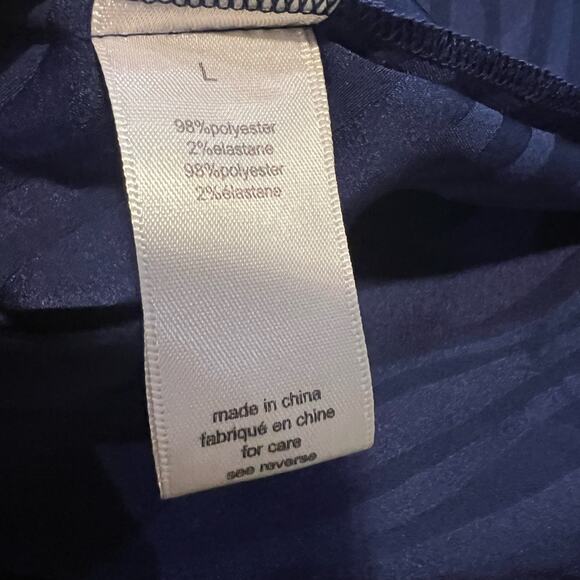 L
98%polyester
2%elastane
98%polyester
2%élastane
made in china
fabriqué en chine
for care
see reverse